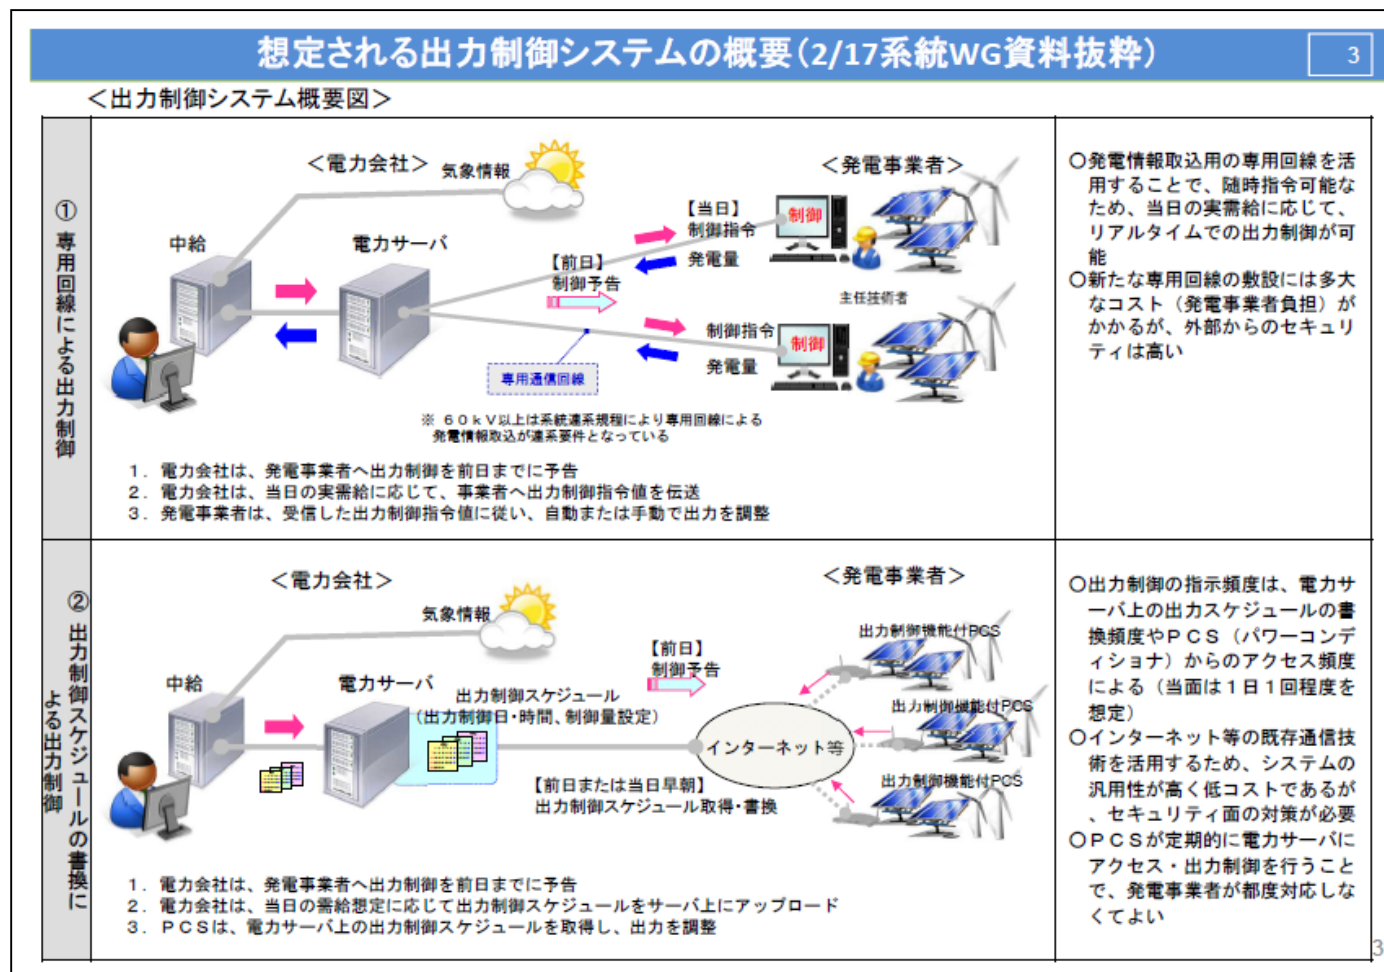 想定される出力制御システムの概要（2/17系統WG資料抜粋）
3
＜出力制御システム概要図＞
① 専用回線による出力制御
＜電力会社＞
気象情報
＜発電事業者＞
中給
電力サーバ
【当日】
制御指令
発電量
制御
【前日】
制御予告
主任技術者
制御指令
発電量
制御
専用通信回線
※ ６０ｋＶ以上は系統連系規程により専用回線による
発電情報取込が連系要件となっている
１．電力会社は、発電事業者へ出力制御を前日までに予告
２．電力会社は、当日の実需給に応じて、事業者へ出力制御指令値を伝送
３．発電事業者は、受信した出力制御指令値に従い、自動または手動で出力を調整
○発電情報取込用の専用回線を活
用することで、随時指令可能な
ため、当日の実需給に応じて、
リアルタイムでの出力制御が可
能
○新たな専用回線の敷設には多大
なコスト（発電事業者負担）が
かかるが、外部からのセキュリ
ティは高い
② 出力制御スケジュールの書換に
よる出力制御
＜電力会社＞
気象情報
＜発電事業者＞
中給
電力サーバ
出力制御スケジュール
（出力制御日・時間、制御量設定）
【前日】
制御予告
出力制御機能付PCS
出力制御機能付PCS
出力制御機能付PCS
インターネット等
【前日または当日早朝】
出力制御スケジュール取得・書換
１．電力会社は、発電事業者へ出力制御を前日までに予告
２．電力会社は、当日の需給想定に応じて出力制御スケジュールをサーバ上にアップロード
３．ＰＣＳは、電力サーバ上の出力制御スケジュールを取得し、出力を調整
○出力制御の指示頻度は、電力サ
ーバ上の出力スケジュールの書
換頻度やＰＣＳ（パワーコンデ
ィショナ）からのアクセス頻度
による（当面は１日１回程度を
想定）
○インターネット等の既存通信技
術を活用するため、システムの
汎用性が高く低コストであるが
、セキュリティ面の対策が必要
○ＰＣＳが定期的に電力サーバに
アクセス・出力制御を行うこと
で、発電事業者が都度対応しな
くてよい
3